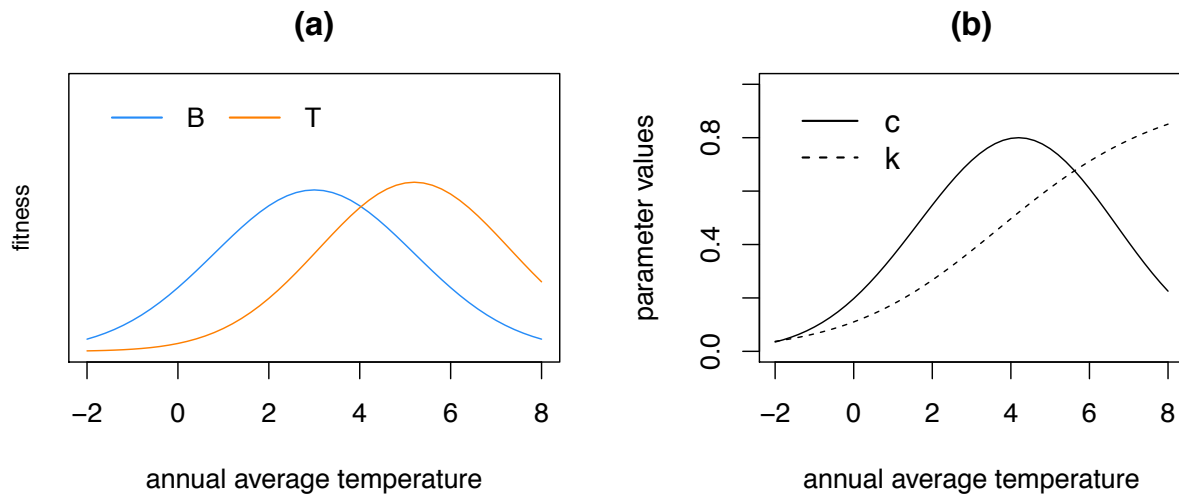 (a)
fitness
B
T
−2 0 2 4 6 8
annual average temperature
(b)
parameter values
0.0 0.4 0.8
c
k
−2 0 2 4 6 8
annual average temperature